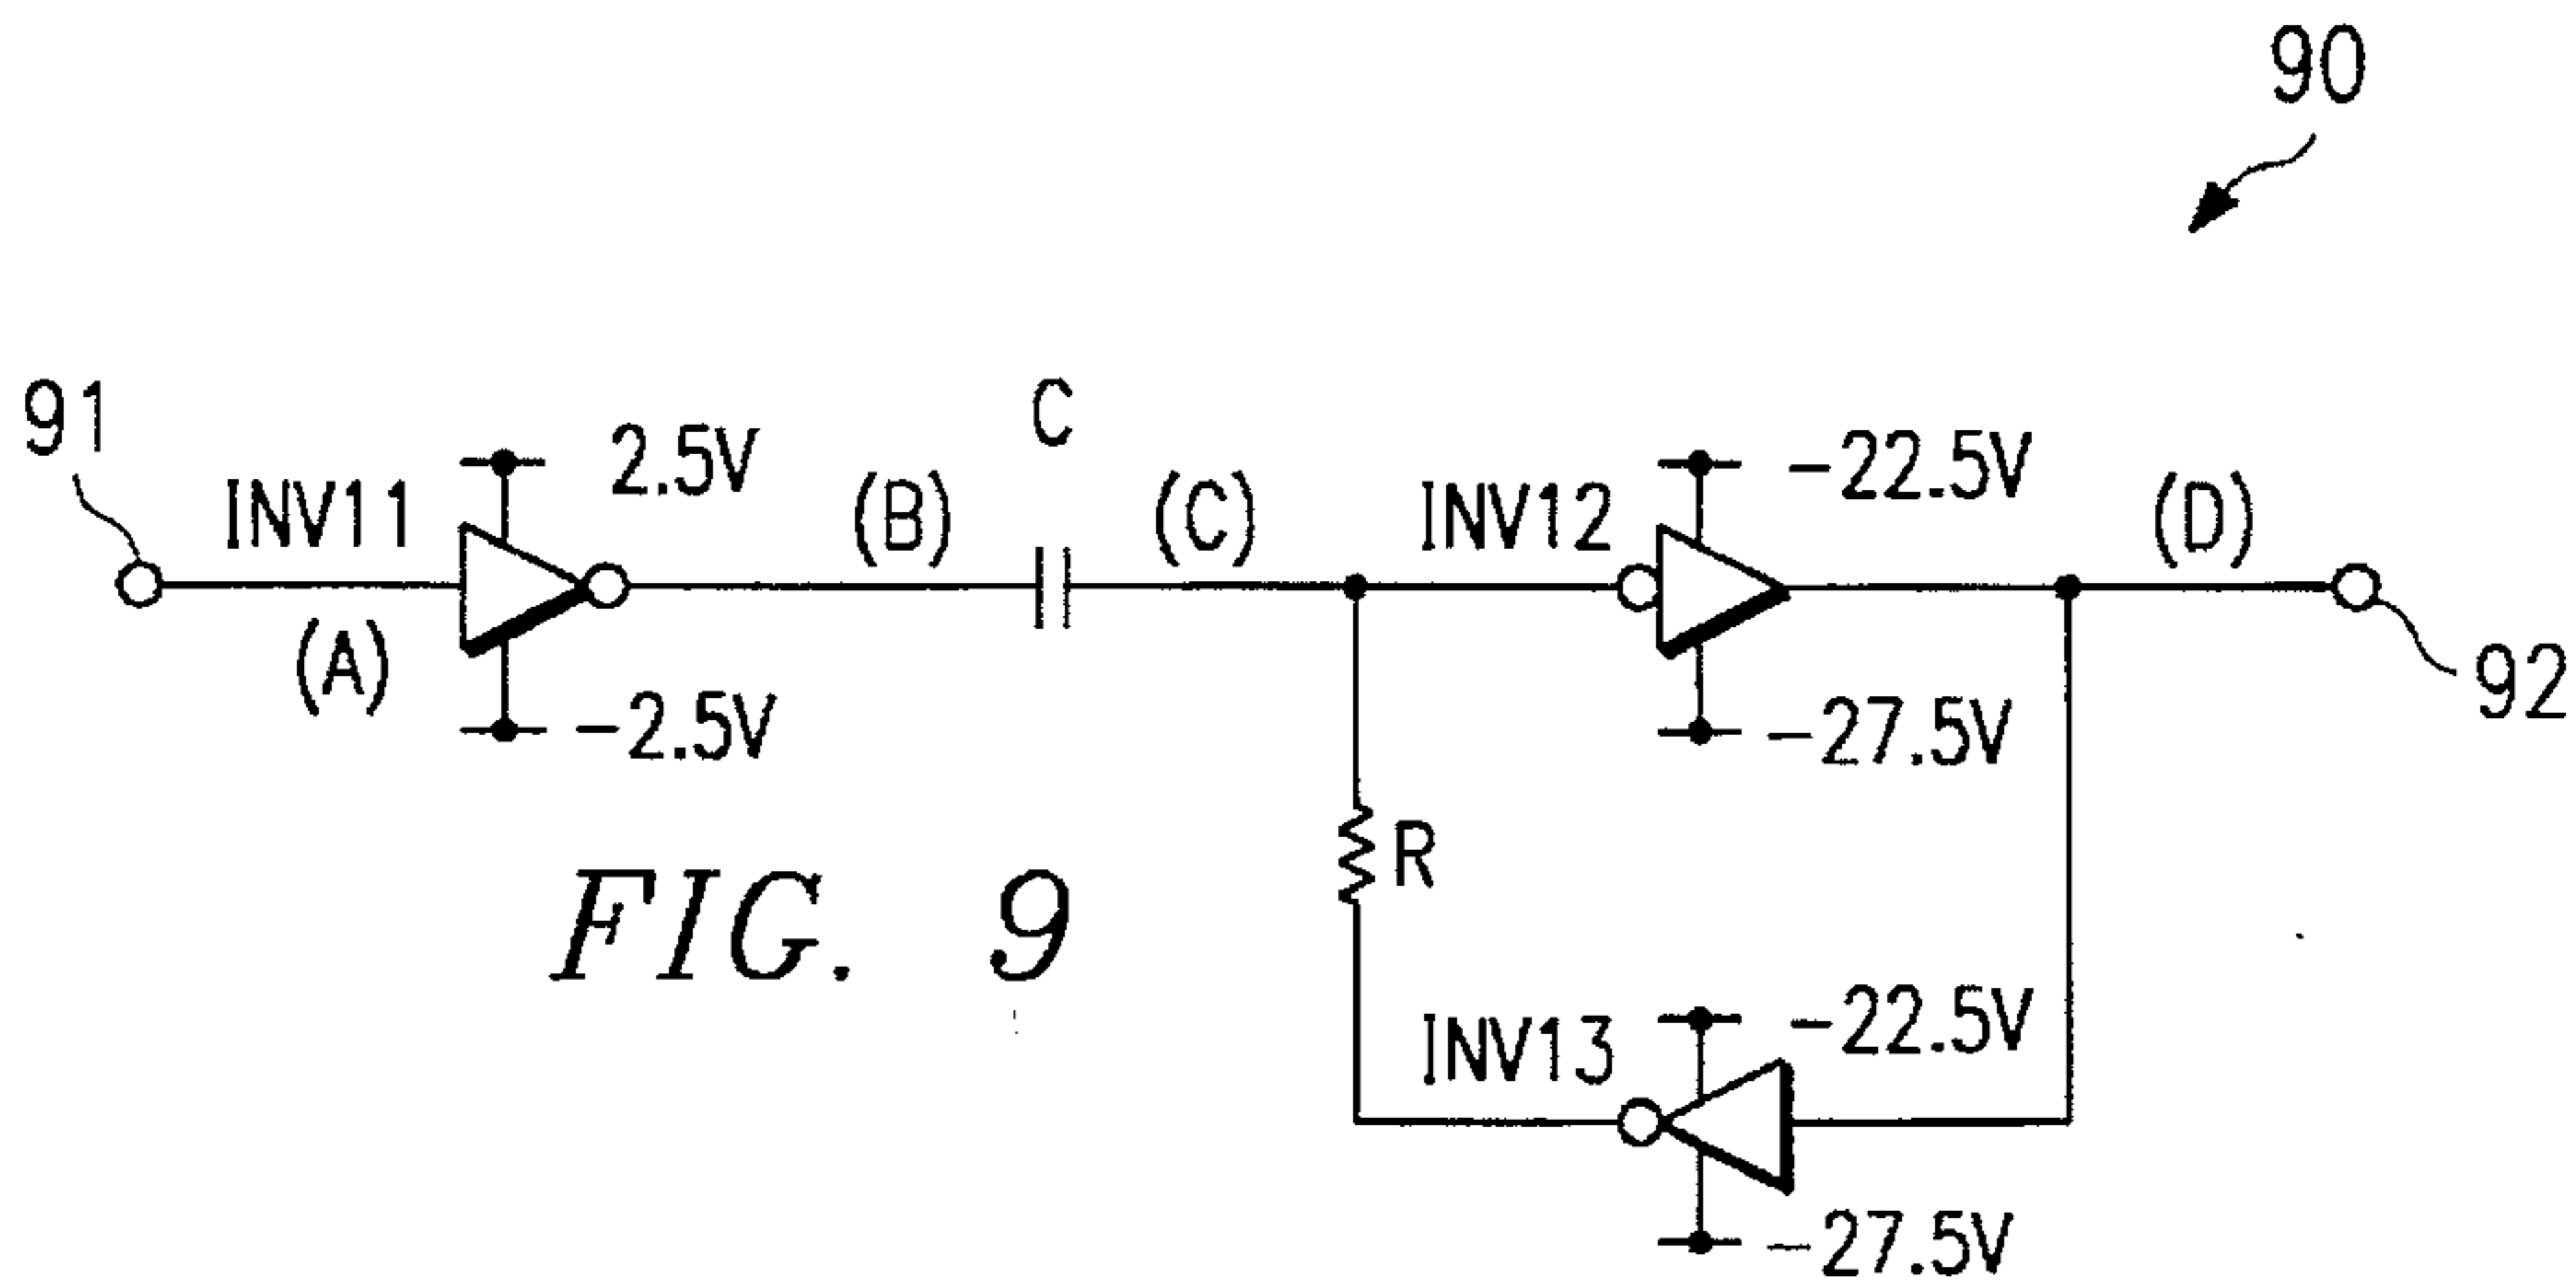 90
91
INV11
(A)
2.5V
-2.5V
(B)
C
(C)
INV12
-22.5V
-27.5V
(D)
92
R
INV13
-22.5V
-27.5V
FIG. 9